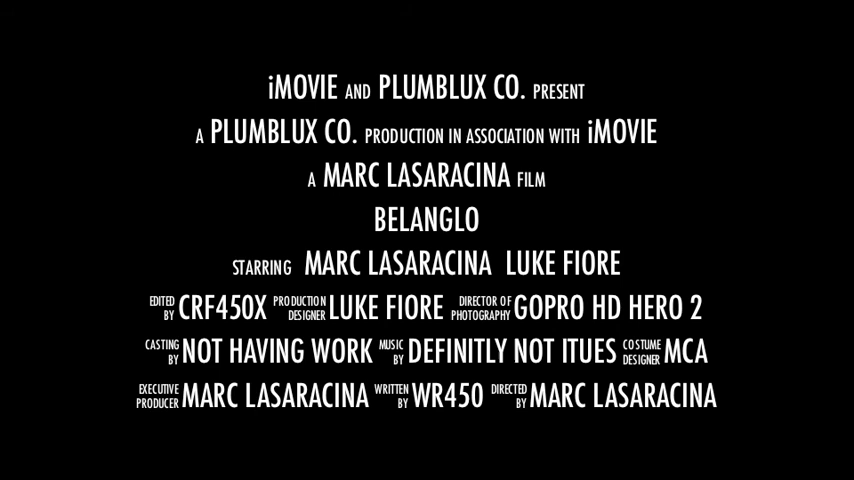 iMOVIE AND PLUMBLUX CO. PRESENT
A PLUMBLUX CO. PRODUCTION IN ASSOCIATION WITH iMOVIE
A MARC LASARACINA FILM
BELANGLO
STARRING MARC LASARACINA LUKE FIORE
EDITED BY CRF450X PRODUCTION DESIGNER LUKE FIORE DIRECTOR OF PHOTOGRAPHY GOPRO HD HERO 2
CASTING BY NOT HAVING WORK MUSIC BY DEFINITLY NOT ITUES COSTUME DESIGNER MCA
EXECUTIVE PRODUCER MARC LASARACINA WRITTEN BY WR450 DIRECTED BY MARC LASARACINA